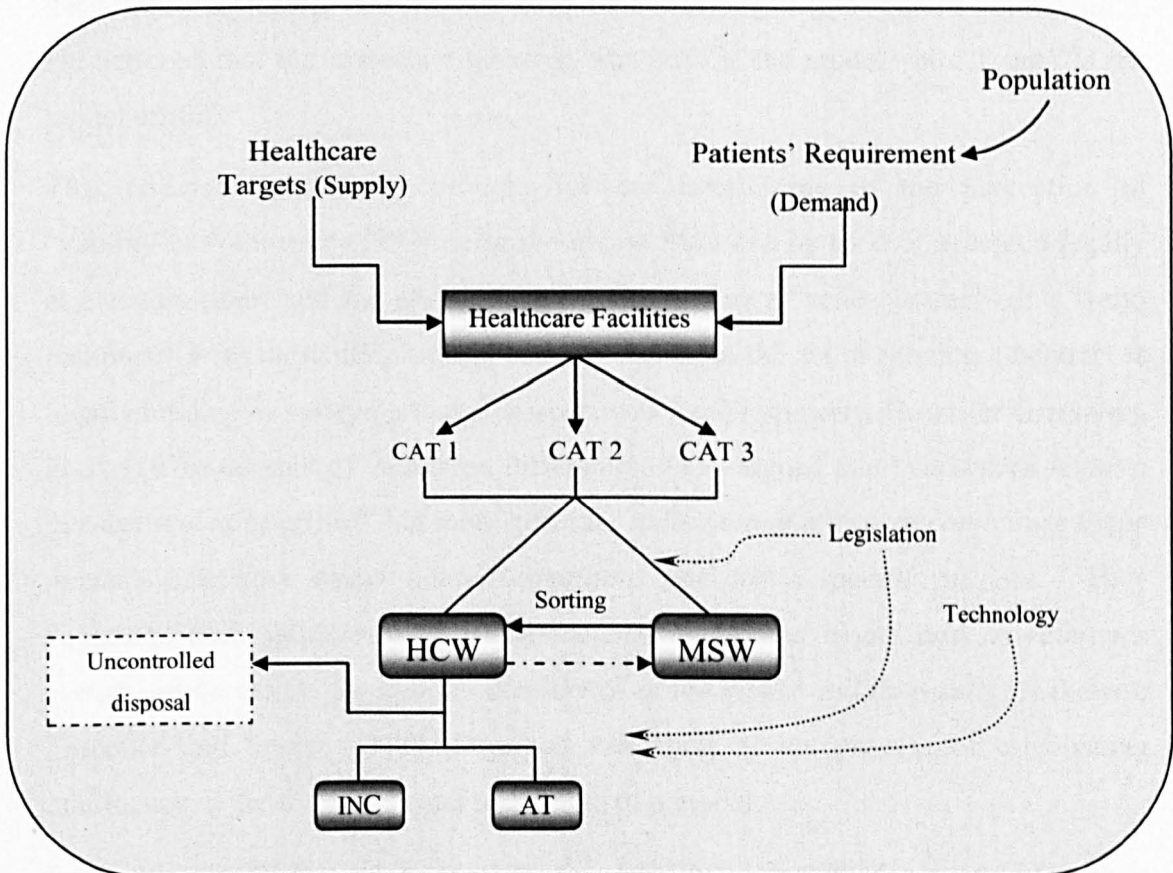 Population
Healthcare
Targets (Supply)
Patients' Requirement
(Demand)
Healthcare Facilities
CAT 1
CAT 2
CAT 3
Legislation
Sorting
Technology
HCW
MSW
Uncontrolled
disposal
INC
AT